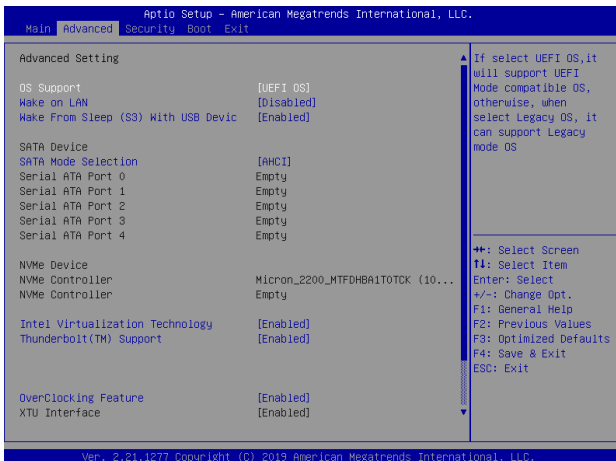 Aptio Setup - American Megatrends International, LLC.
Main Advanced Security Boot Exit
Advanced Setting
OS Support [UEFI OS]
Wake on LAN [Disabled]
Wake From Sleep (S3) With USB Devic [Enabled]
SATA Device
SATA Mode Selection [AHCI]
Serial ATA Port 0 Empty
Serial ATA Port 1 Empty
Serial ATA Port 2 Empty
Serial ATA Port 3 Empty
Serial ATA Port 4 Empty
NVMe Device
NVMe Controller Micron_2200_MTFDHBA1T0TCK (10...
NVMe Controller Empty
Intel Virtualization Technology [Enabled]
Thunderbolt(TM) Support [Enabled]
OverClocking Feature [Enabled]
XTU Interface [Enabled]
If select UEFI OS,it
will support UEFI
Mode compatible OS,
otherwise, when
select Legacy OS, it
can support Legacy
mode OS
→←: Select Screen
↑↓: Select Item
Enter: Select
+/-: Change Opt.
F1: General Help
F2: Previous Values
F3: Optimized Defaults
F4: Save & Exit
ESC: Exit
Ver. 2.21.1277 Copyright (C) 2019 American Megatrends International, LLC.